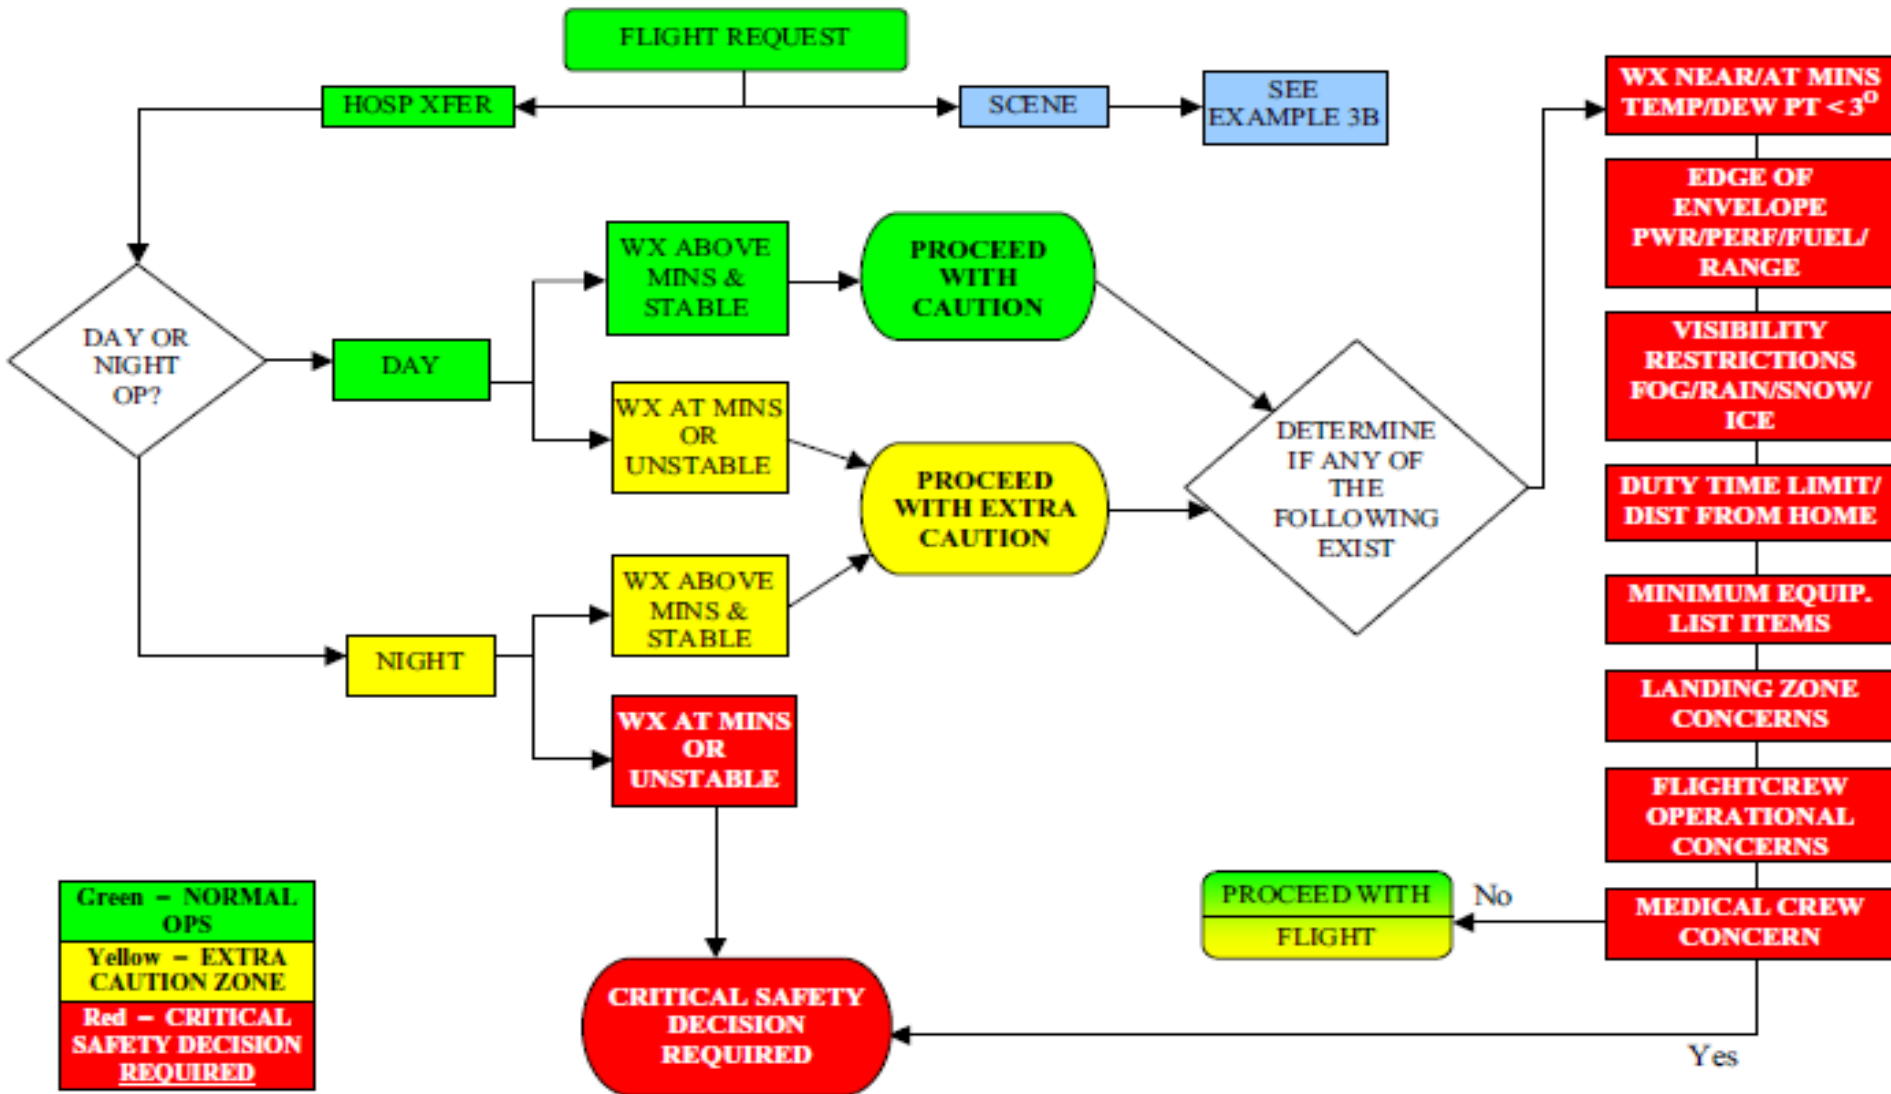 FLIGHT REQUEST
HOSP XFER
SCENE
SEE
EXAMPLE 3B
DAY OR
NIGHT
OP?
DAY
WX ABOVE
MINS &
STABLE
PROCEED
WITH
CAUTION
WX AT MINS
OR
UNSTABLE
PROCEED
WITH EXTRA
CAUTION
NIGHT
WX ABOVE
MINS &
STABLE
WX AT MINS
OR
UNSTABLE
DETERMINE
IF ANY OF
THE
FOLLOWING
EXIST
WX NEAR/AT MINS
TEMP/DEW PT < 3°
EDGE OF
ENVELOPE
PWR/PERF/FUEL/
RANGE
VISIBILITY
RESTRICTIONS
FOG/RAIN/SNOW/
ICE
DUTY TIME LIMIT/
DIST FROM HOME
MINIMUM EQUIP.
LIST ITEMS
LANDING ZONE
CONCERNS
FLIGHTCREW
OPERATIONAL
CONCERNS
MEDICAL CREW
CONCERN
No
PROCEED WITH
FLIGHT
Yes
CRITICAL SAFETY
DECISION
REQUIRED
Green – NORMAL
OPS
Yellow – EXTRA
CAUTION ZONE
Red – CRITICAL
SAFETY DECISION
REQUIRED